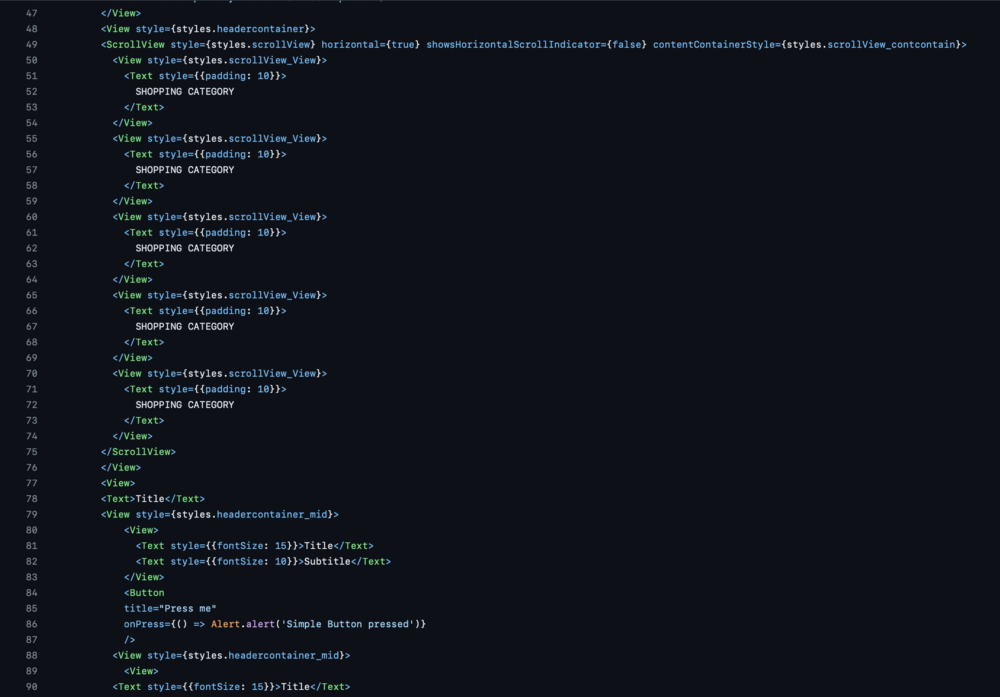 47 </View>
48 <View style={styles.headercontainer}>
49 <ScrollView style={styles.scrollView} horizontal={true} showsHorizontalScrollIndicator={false} contentContainerStyle={styles.scrollView_contcontain}>
50 <View style={styles.scrollView_View}>
51 <Text style={{padding: 10}}>
52 SHOPPING CATEGORY
53 </Text>
54 </View>
55 <View style={styles.scrollView_View}>
56 <Text style={{padding: 10}}>
57 SHOPPING CATEGORY
58 </Text>
59 </View>
60 <View style={styles.scrollView_View}>
61 <Text style={{padding: 10}}>
62 SHOPPING CATEGORY
63 </Text>
64 </View>
65 <View style={styles.scrollView_View}>
66 <Text style={{padding: 10}}>
67 SHOPPING CATEGORY
68 </Text>
69 </View>
70 <View style={styles.scrollView_View}>
71 <Text style={{padding: 10}}>
72 SHOPPING CATEGORY
73 </Text>
74 </View>
75 </ScrollView>
76 </View>
77 <View>
78 <Text>Title</Text>
79 <View style={styles.headercontainer_mid}>
80 <View>
81 <Text style={{fontSize: 15}}>Title</Text>
82 <Text style={{fontSize: 10}}>Subtitle</Text>
83 </View>
84 <Button
85 title="Press me"
86 onPress={() => Alert.alert('Simple Button pressed')}
87 />
88 <View style={styles.headercontainer_mid}>
89 <View>
90 <Text style={{fontSize: 15}}>Title</Text>